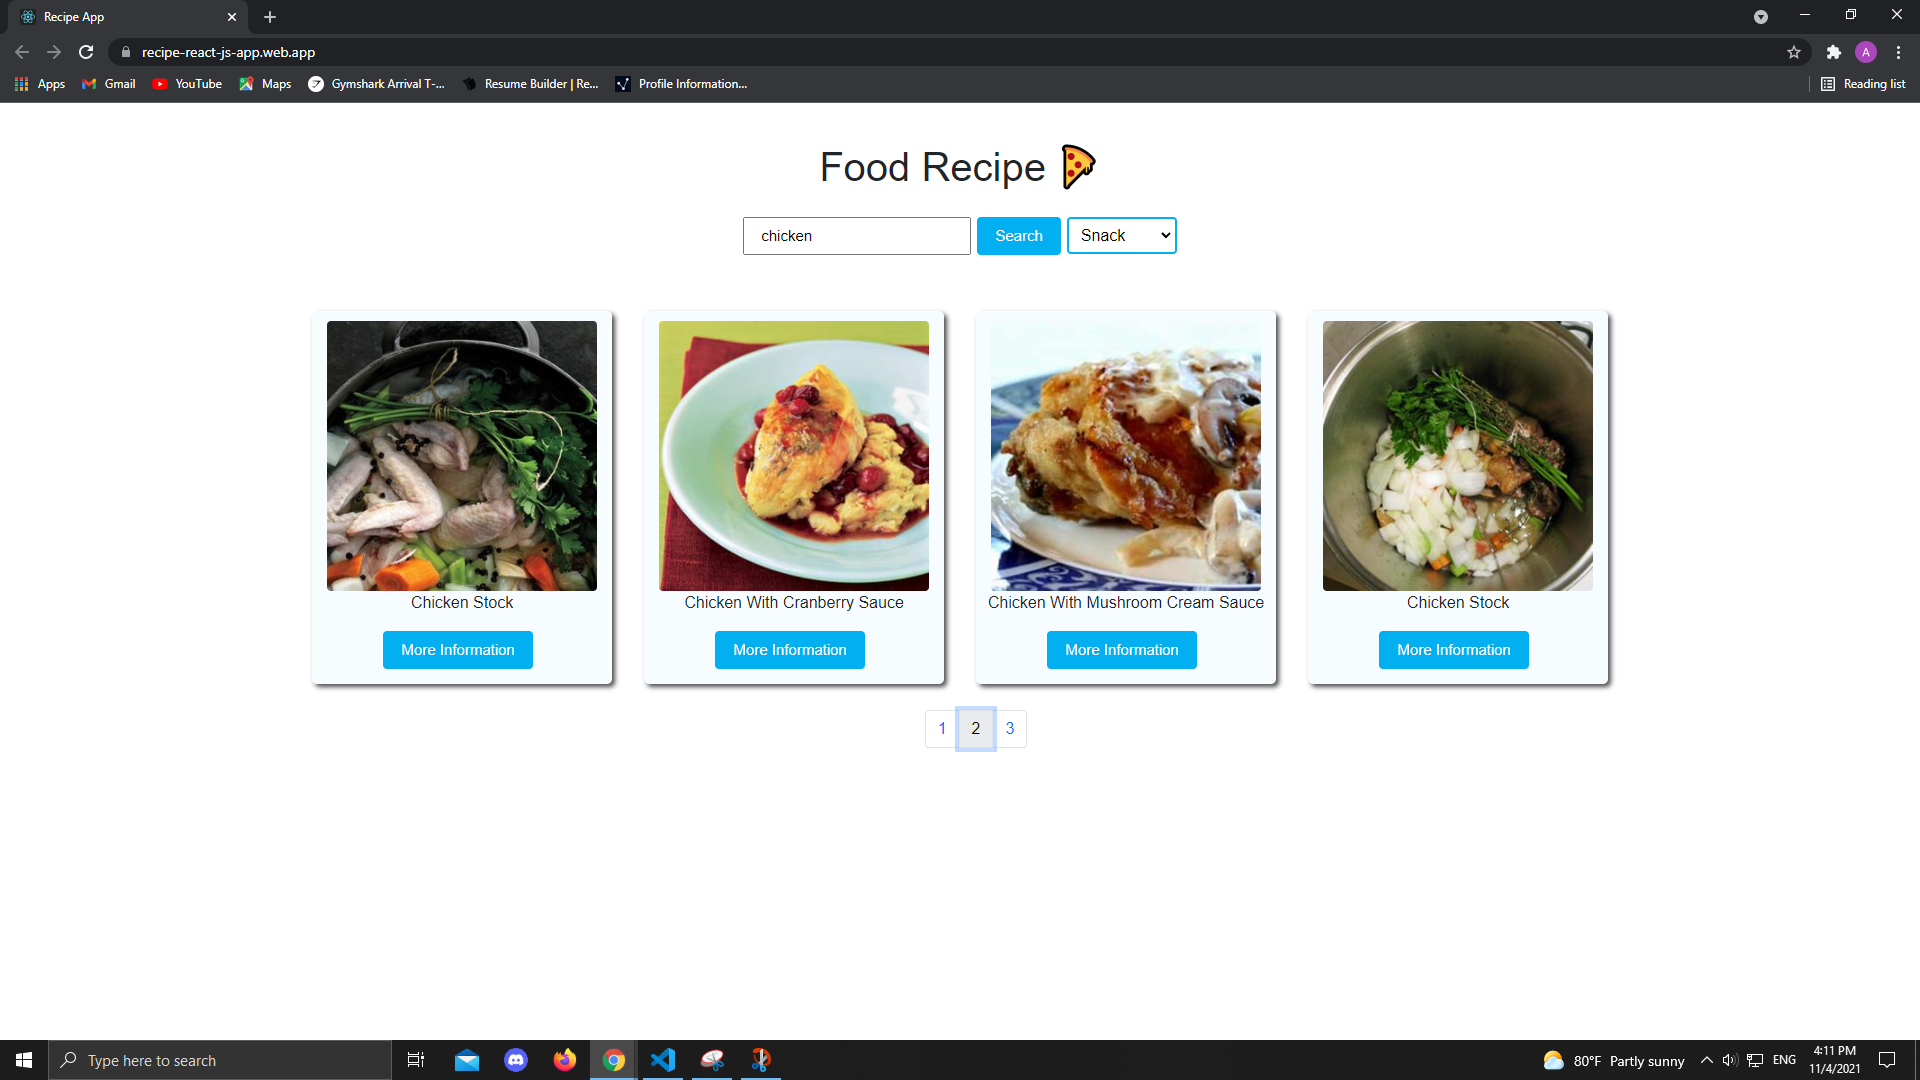 Recipe App
recipe-react-js-app.web.app
A
Apps
Gmail
YouTube
Maps
Gymshark Arrival T-...
Resume Builder | Re...
Profile Information...
Reading list
Food Recipe
chicken
Search
Snack
Chicken Stock
Chicken With Cranberry Sauce
Chicken With Mushroom Cream Sauce
Chicken Stock
More Information
More Information
More Information
More Information
1 2 3
Type here to search
80°F Partly sunny
ENG
4:11 PM
11/4/2021